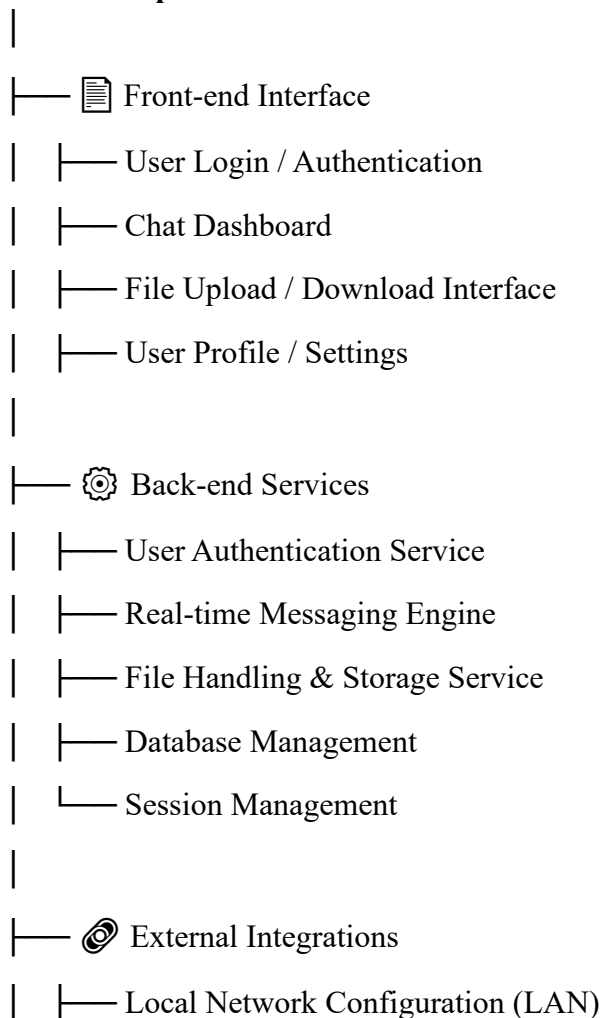 Front-end Interface
User Login / Authentication
Chat Dashboard
File Upload / Download Interface
User Profile / Settings
Back-end Services
User Authentication Service
Real-time Messaging Engine
File Handling & Storage Service
Database Management
Session Management
External Integrations
Local Network Configuration (LAN)